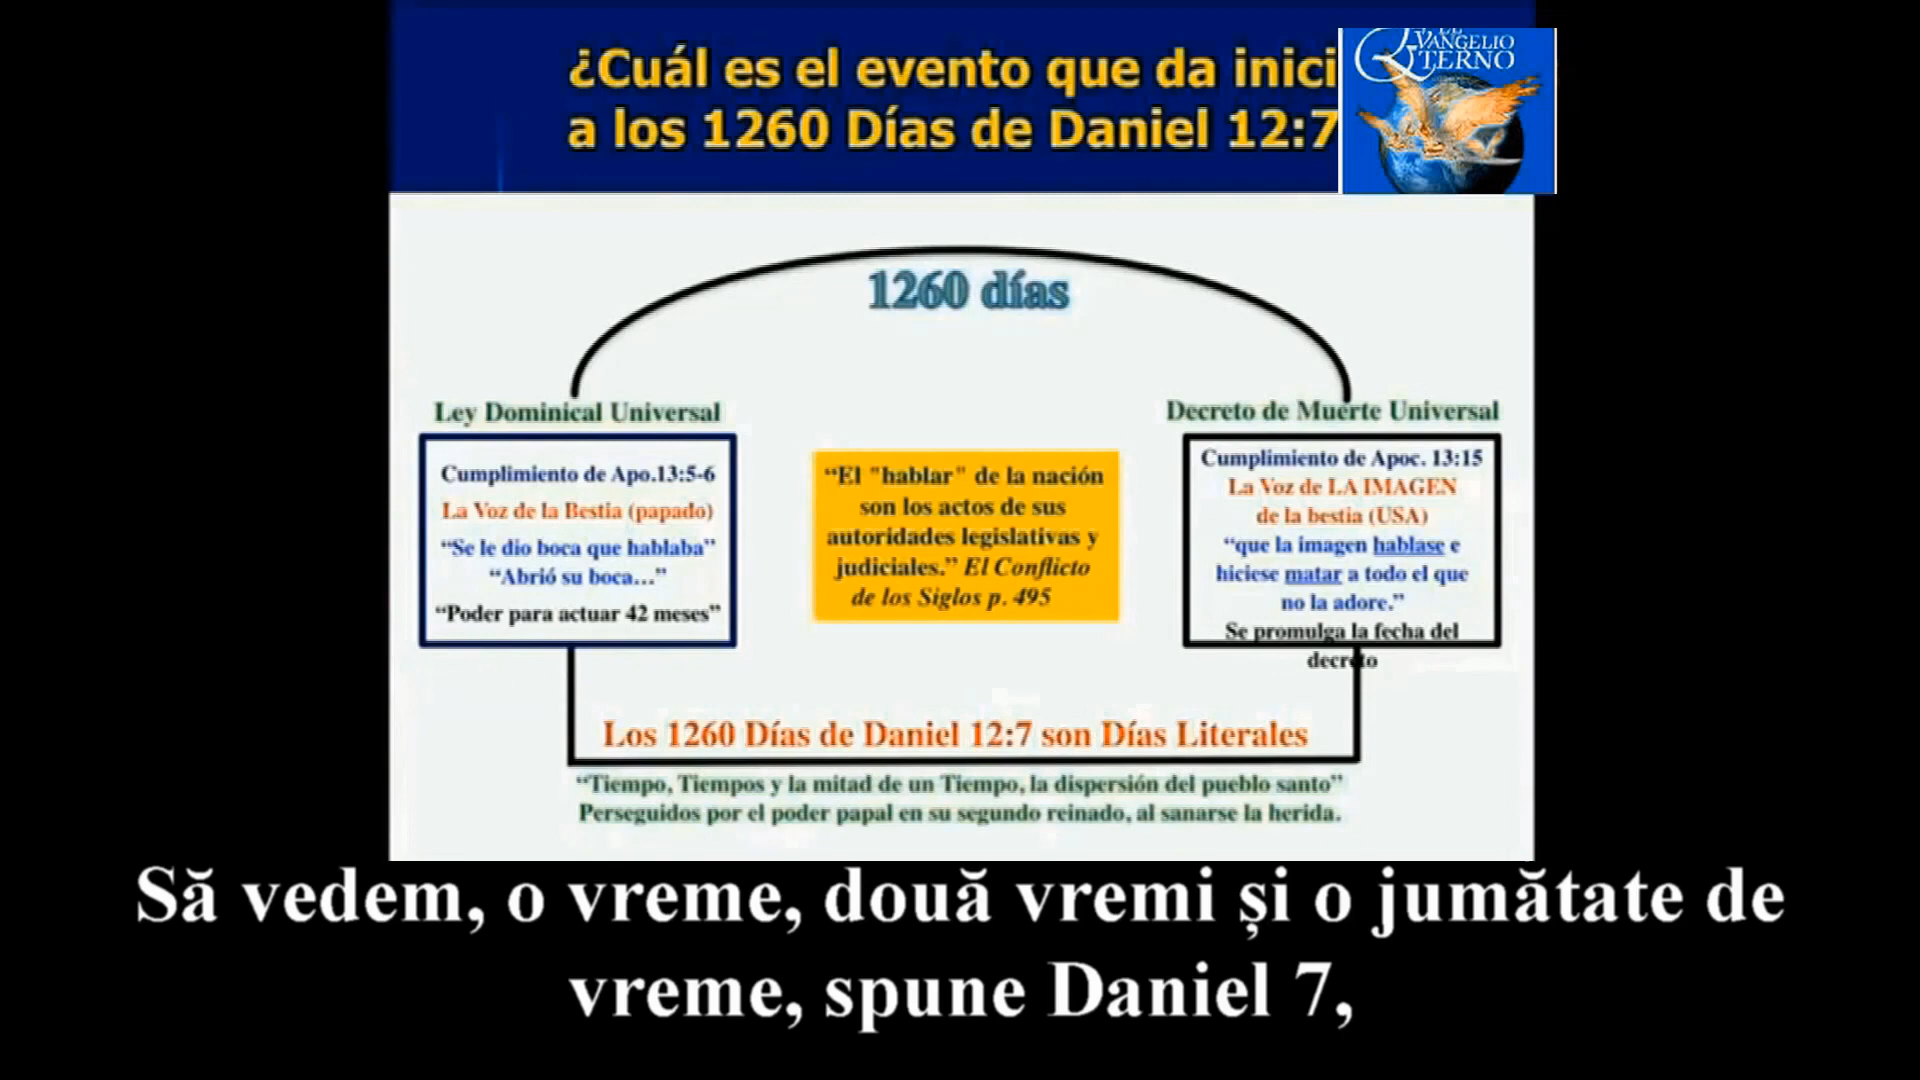 ¿Cuál es el evento que da inici
a los 1260 Días de Daniel 12:7
VANGELIO
TERNO
1260 días
Ley Dominical Universal
Cumplimiento de Apo.13:5-6
La Voz de la Bestia (papado)
“Se le dio boca que hablaba”
“Abrió su boca...”
“Poder para actuar 42 meses”
“El "hablar" de la nación
son los actos de sus
autoridades legislativas y
judiciales.” El Conflicto
de los Siglos p. 495
Decreto de Muerte Universal
Cumplimiento de Apoc. 13:15
La Voz de LA IMAGEN
de la bestia (USA)
“que la imagen hablase e
hiciese matar a todo el que
no la adore.”
Se promulga la fecha del
decreto
Los 1260 Días de Daniel 12:7 son Días Literales
“Tiempo, Tiempos y la mitad de un Tiempo, la dispersión del pueblo santo”
Perseguidos por el poder papal en su segundo reinado, al sanarse la herida.
Să vedem, o vreme, două vremi și o jumătate de
vreme, spune Daniel 7,